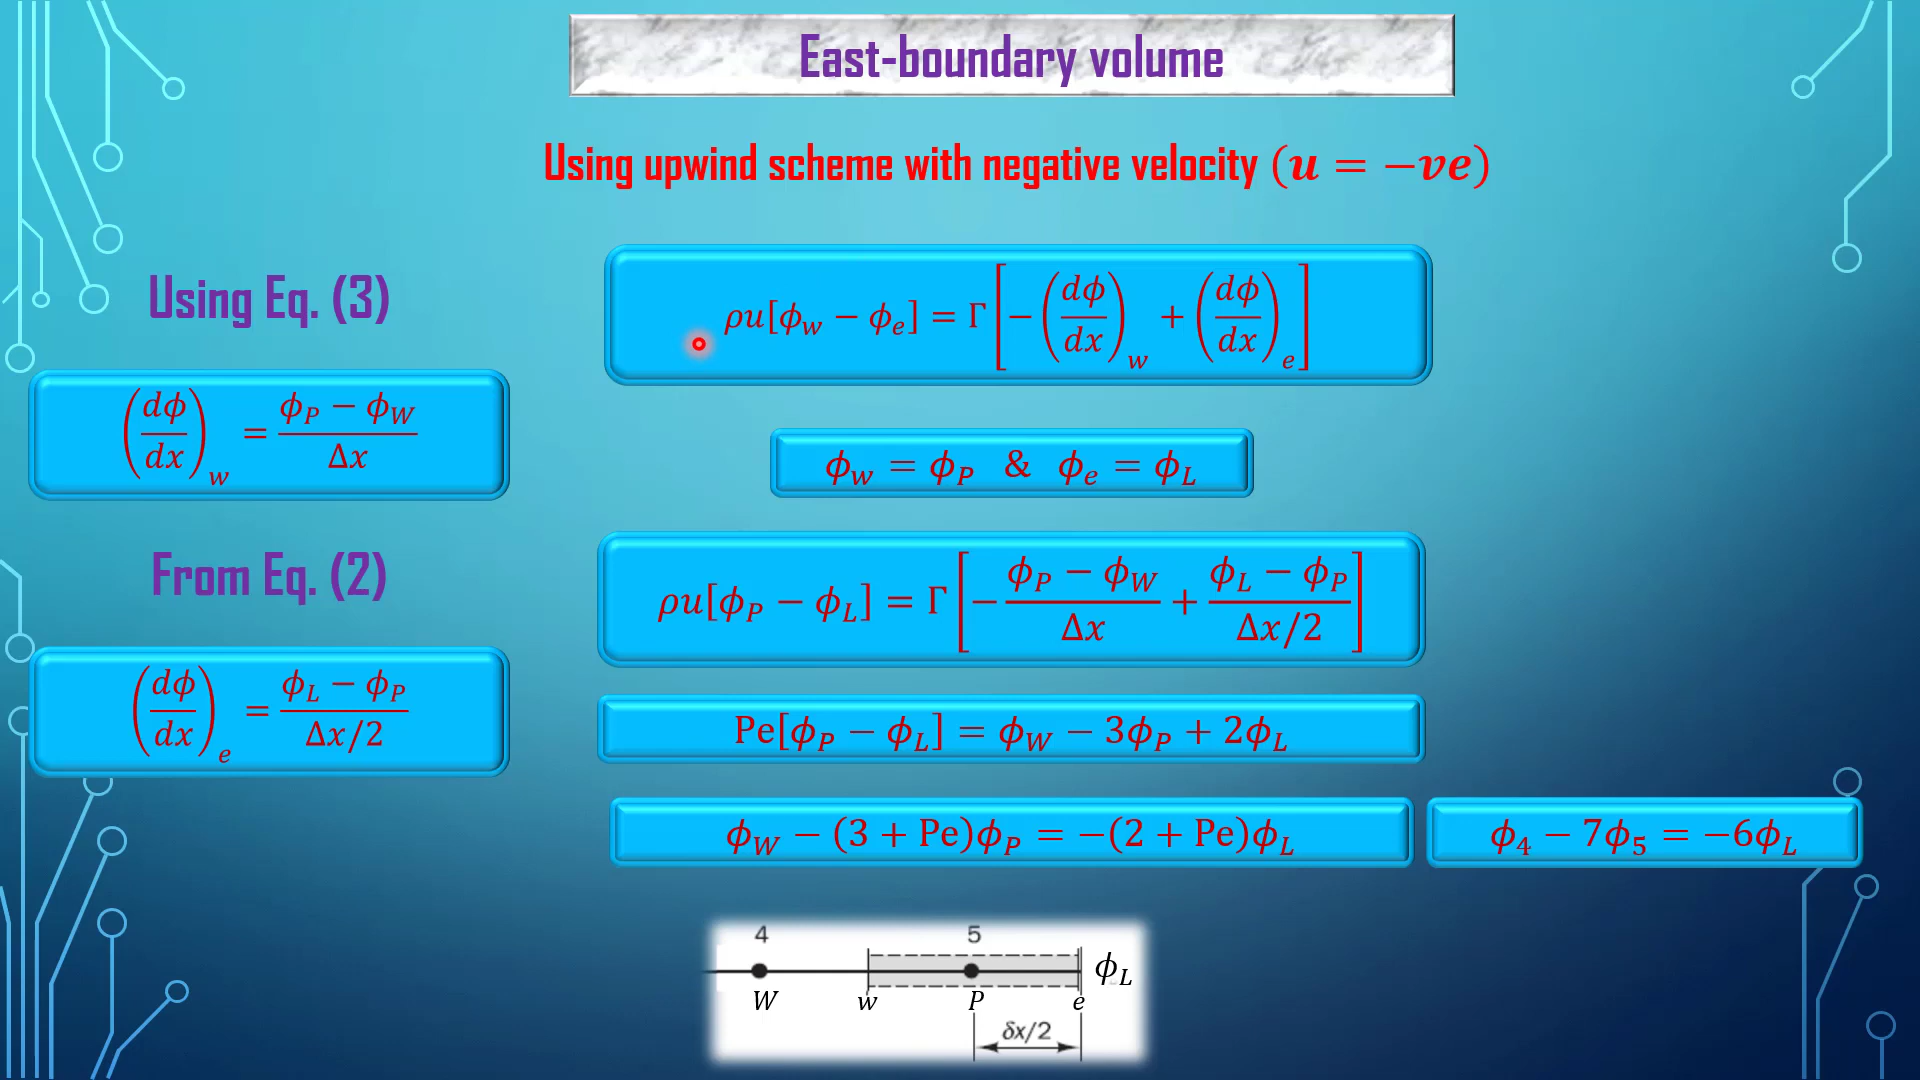 East-boundary volume
Using upwind scheme with negative velocity (u = −ve)
Using Eq. (3)
(dϕ/dx)_w = (ϕ_P − ϕ_W)/Δx
From Eq. (2)
(dϕ/dx)_e = (ϕ_L − ϕ_P)/(Δx/2)
ρu[ϕ_w − ϕ_e] = Γ[−(dϕ/dx)_w + (dϕ/dx)_e]
ϕ_w = ϕ_P & ϕ_e = ϕ_L
ρu[ϕ_P − ϕ_L] = Γ[−(ϕ_P − ϕ_W)/Δx + (ϕ_L − ϕ_P)/(Δx/2)]
Pe[ϕ_P − ϕ_L] = ϕ_W − 3ϕ_P + 2ϕ_L
ϕ_W − (3 + Pe)ϕ_P = −(2 + Pe)ϕ_L
ϕ_4 − 7ϕ_5 = −6ϕ_L
4 5
ϕ_L
W w P e
δx/2